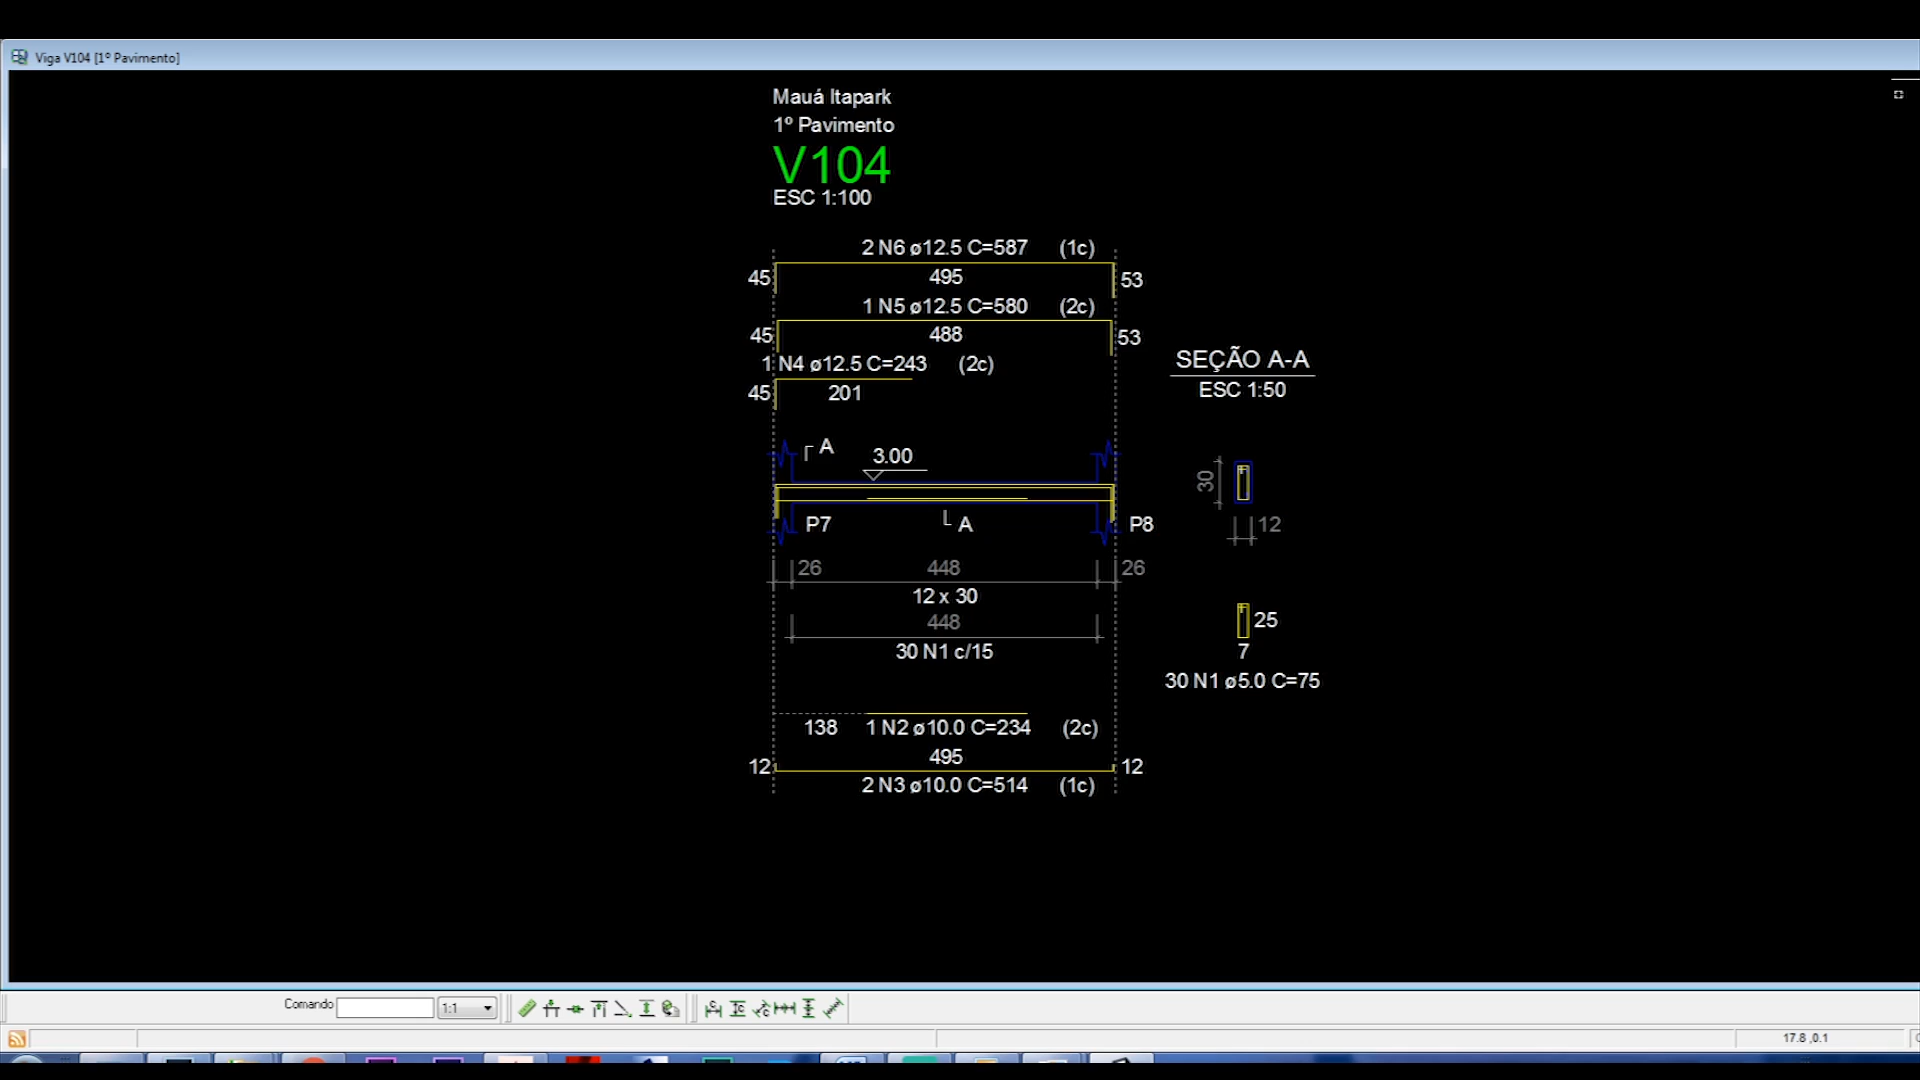 Viga V104 [1º Pavimento]
Mauá Itapark
1º Pavimento
V104
ESC 1:100
2 N6 ø12.5 C=587 (1c)
45 495 53
1 N5 ø12.5 C=580 (2c)
45 488 53
1 N4 ø12.5 C=243 (2c)
45 201
SEÇÃO A-A
ESC 1:50
A
3.00
30
P7 A P8
12
26 448 26
12 x 30
448
30 N1 c/15
25
7
30 N1 ø5.0 C=75
138 1 N2 ø10.0 C=234 (2c)
495
12 12
2 N3 ø10.0 C=514 (1c)
Comando 1:1
17.8 ,0.1